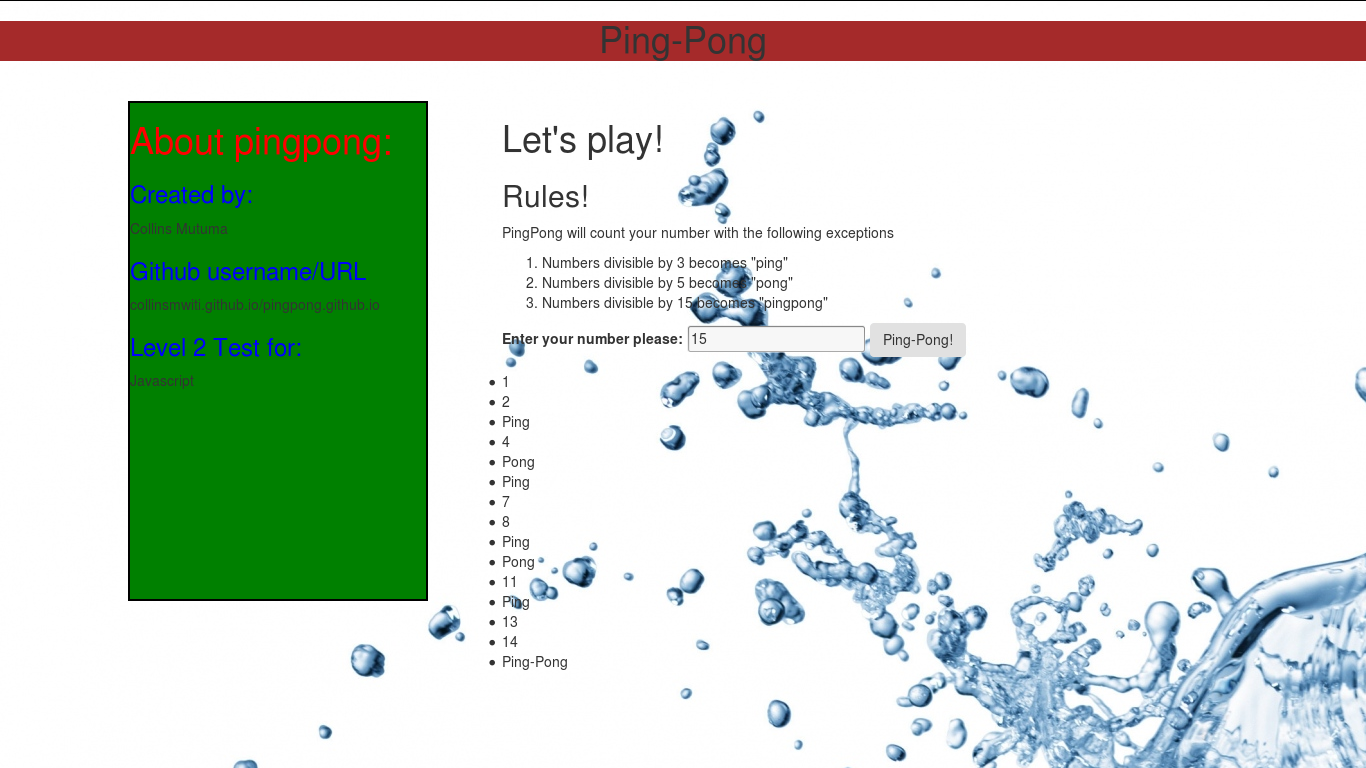 Ping-Pong
About pingpong:
Created by:
Collins Mutuma
Github username/URL
collinsmwiti.github.io/pingpong.github.io
Level 2 Test for:
Javascript
Let's play!
Rules!
PingPong will count your number with the following exceptions
1. Numbers divisible by 3 becomes "ping"
2. Numbers divisible by 5 becomes "pong"
3. Numbers divisible by 15 becomes "pingpong"
Enter your number please: 15 Ping-Pong!
• 1
• 2
• Ping
• 4
• Pong
• Ping
• 7
• 8
• Ping
• Pong
• 11
• Ping
• 13
• 14
• Ping-Pong